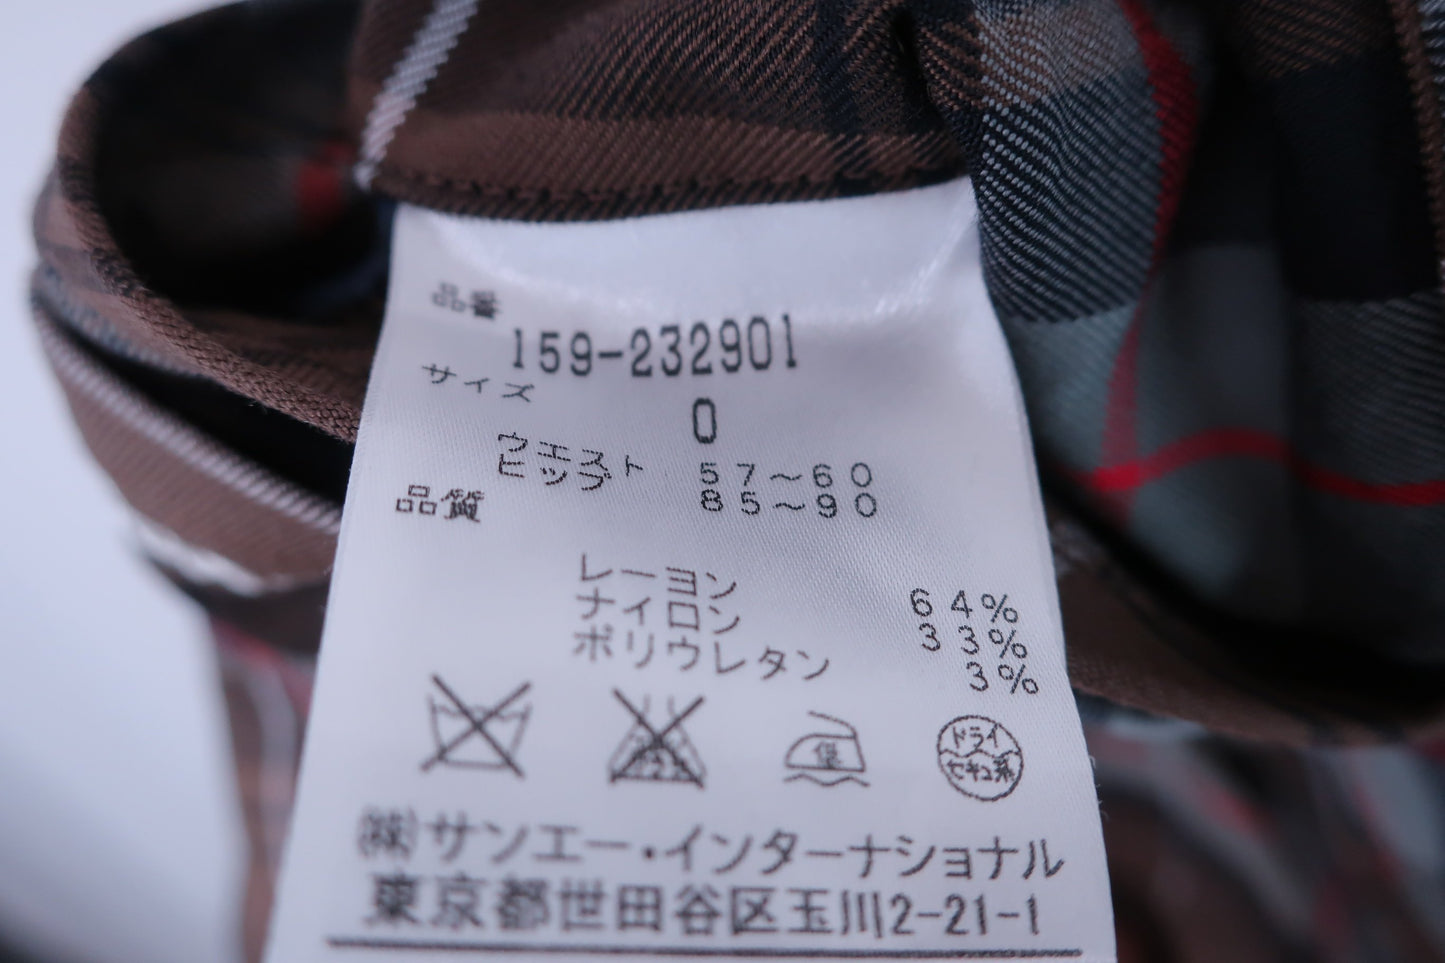 品番
159-232901
サイズ
0
ウエスト 57～60
ヒップ 85～90
品質
レーヨン 64%
ナイロン 33%
ポリウレタン 3%
低 ドライ
セキユ系
(株)サンエー・インターナショナル
東京都世田谷区玉川2-21-1